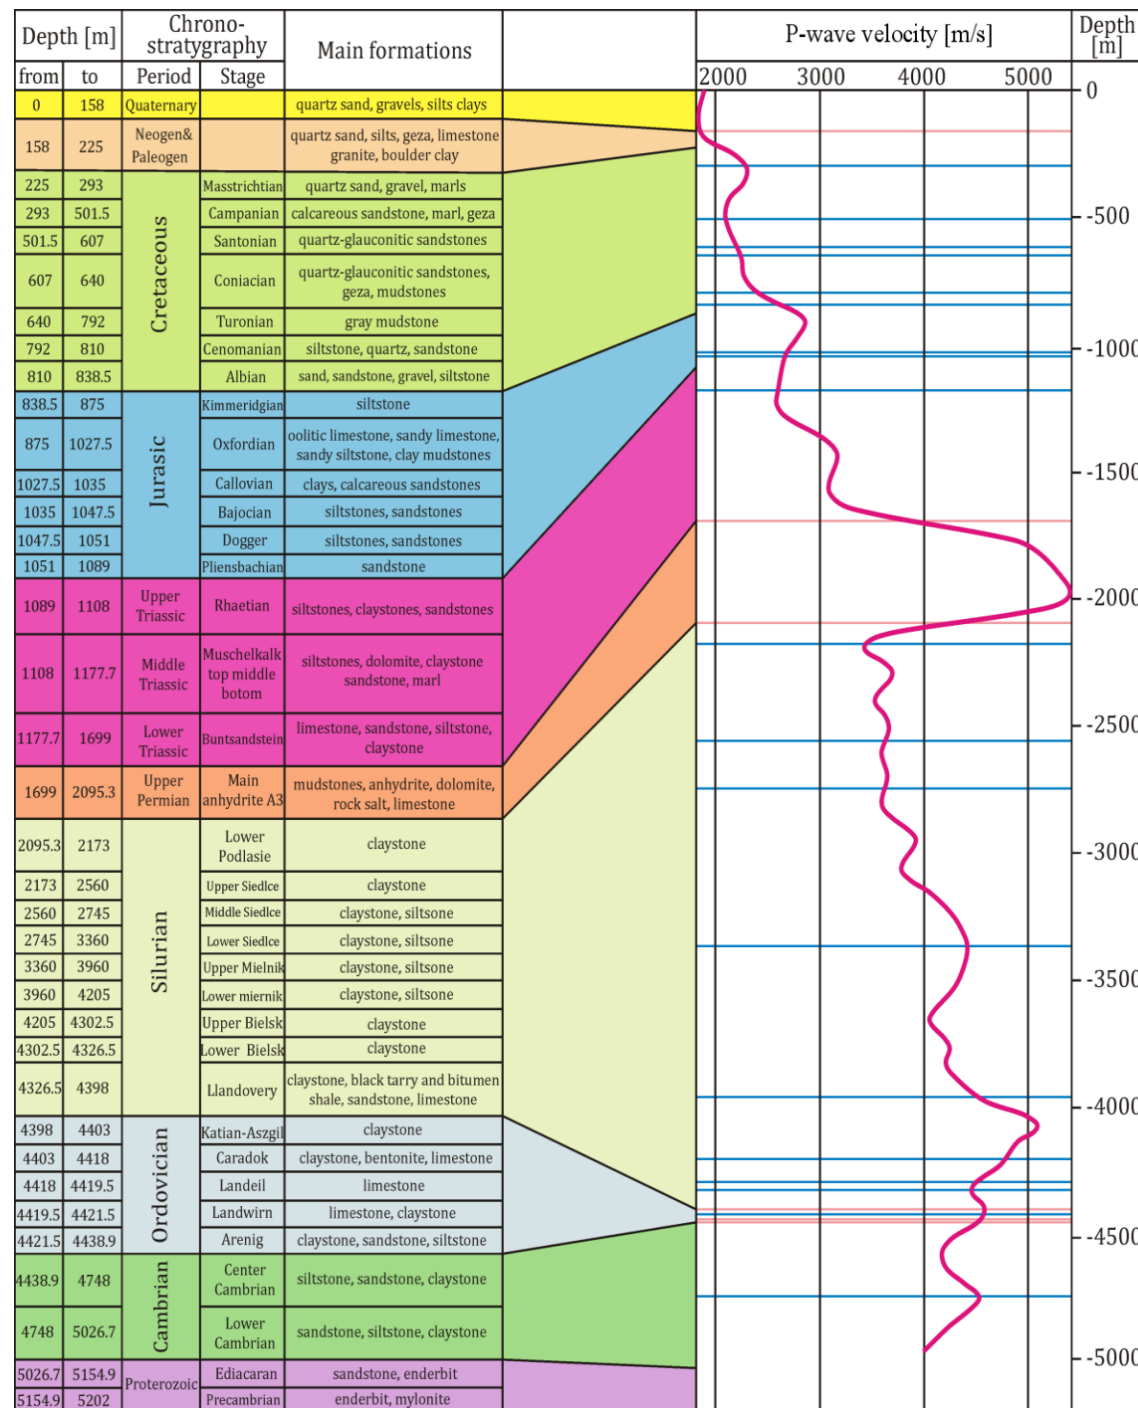 Depth [m]
Chrono-
stratygraphy
Main formations
P-wave velocity [m/s]
Depth
[m]
from to Period Stage
2000 3000 4000 5000
0 158 Quaternary quartz sand, gravels, silts clays
158 225 Neogen&
Paleogen
quartz sand, silts, geza, limestone
granite, boulder clay
Cretaceous
225 293 Masstrichtian quartz sand, gravel, marls
293 501.5 Campanian calcareous sandstone, marl, geza
501.5 607 Santonian quartz-glauconitic sandstones
607 640 Coniacian quartz-glauconitic sandstones,
geza, mudstones
640 792 Turonian gray mudstone
792 810 Cenomanian siltstone, quartz, sandstone
810 838.5 Albian sand, sandstone, gravel, siltstone
Jurasic
838.5 875 Kimmeridgian siltstone
875 1027.5 Oxfordian oolitic limestone, sandy limestone,
sandy siltstone, clay mudstones
1027.5 1035 Callovian clays, calcareous sandstones
1035 1047.5 Bajocian siltstones, sandstones
1047.5 1051 Dogger siltstones, sandstones
1051 1089 Pliensbachian sandstone
1089 1108 Upper
Triassic
Rhaetian siltstones, claystones, sandstones
1108 1177.7 Middle
Triassic
Muschelkalk
top middle
botom
siltstones, dolomite, claystone
sandstone, marl
1177.7 1699 Lower
Triassic
Buntsandstein limestone, sandstone, siltstone,
claystone
1699 2095.3 Upper
Permian
Main
anhydrite A3
mudstones, anhydrite, dolomite,
rock salt, limestone
Silurian
2095.3 2173 Lower
Podlasie
claystone
2173 2560 Upper Siedlce claystone
2560 2745 Middle Siedlce claystone, siltsone
2745 3360 Lower Siedlce claystone, siltsone
3360 3960 Upper Mielnik claystone, siltsone
3960 4205 Lower miernik claystone, siltsone
4205 4302.5 Upper Bielsk claystone
4302.5 4326.5 Lower Bielsk claystone
4326.5 4398 Llandovery claystone, black tarry and bitumen
shale, sandstone, limestone
Ordovician
4398 4403 Katian-Aszgil claystone
4403 4418 Caradok claystone, bentonite, limestone
4418 4419.5 Landeil limestone
4419.5 4421.5 Landwirn limestone, claystone
4421.5 4438.9 Arenig claystone, sandstone, siltstone
Cambrian
4438.9 4748 Center
Cambrian
siltstone, sandstone, claystone
4748 5026.7 Lower
Cambrian
sandstone, siltstone, claystone
Proterozoic
5026.7 5154.9 Ediacaran sandstone, enderbit
5154.9 5202 Precambrian enderbit, mylonite
0
-500
-1000
-1500
-2000
-2500
-3000
-3500
-4000
-4500
-5000